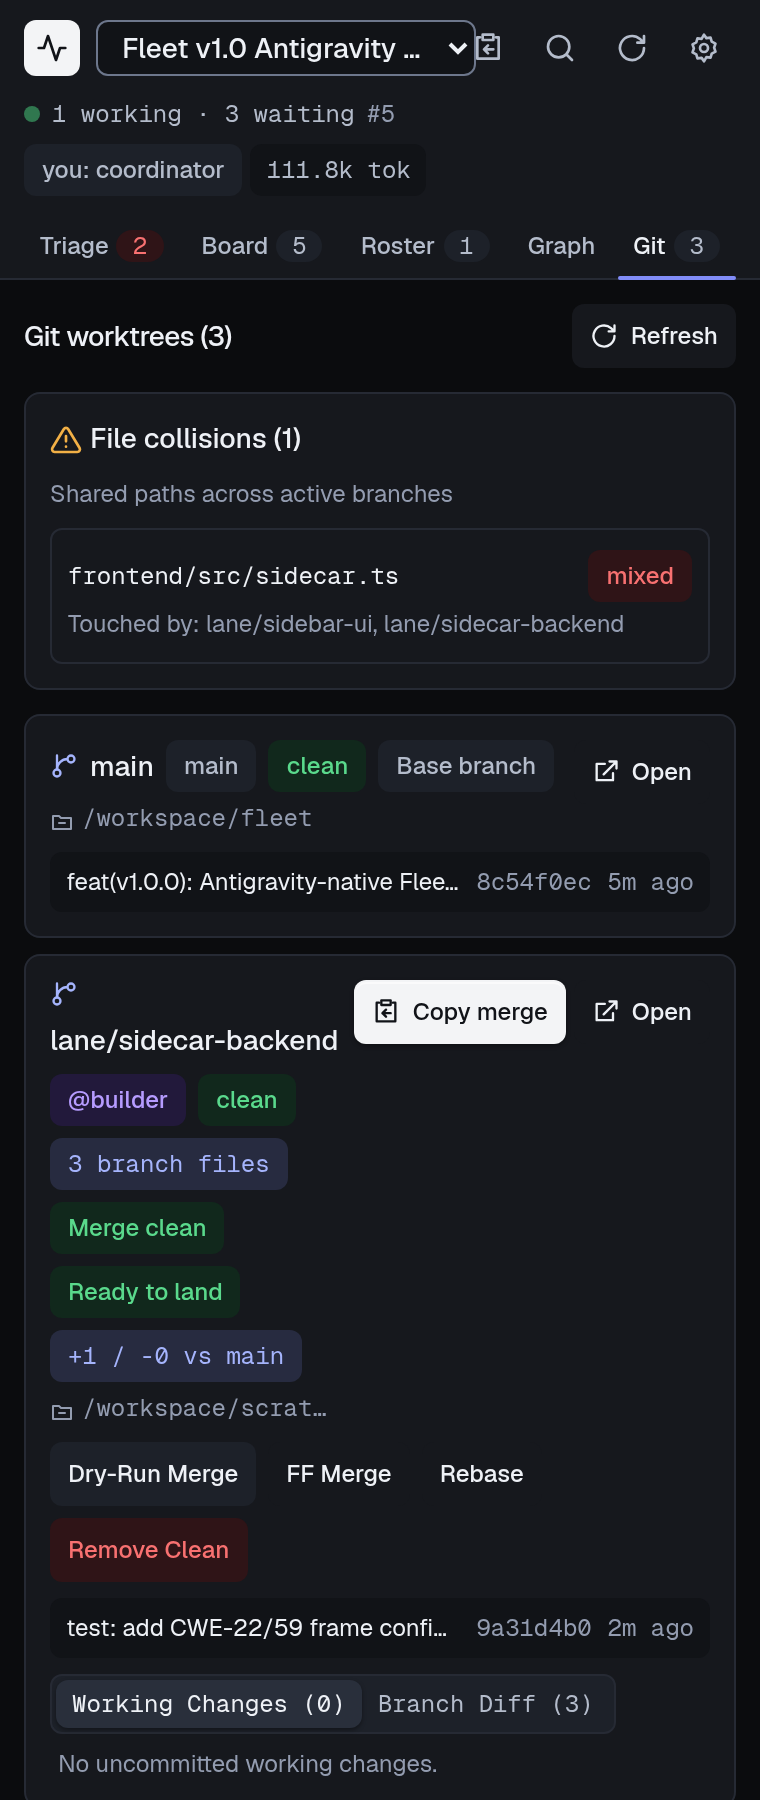 Fleet v1.0 Antigravity ...
1 working · 3 waiting #5
you: coordinator 111.8k tok
Triage 2 Board 5 Roster 1 Graph Git 3
Git worktrees (3) Refresh
File collisions (1)
Shared paths across active branches
frontend/src/sidecar.ts mixed
Touched by: lane/sidebar-ui, lane/sidecar-backend
main main clean Base branch Open
/workspace/fleet
feat(v1.0.0): Antigravity-native Flee... 8c54f0ec 5m ago
Copy merge Open
lane/sidecar-backend
@builder clean
3 branch files
Merge clean
Ready to land
+1 / -0 vs main
/workspace/scrat…
Dry-Run Merge FF Merge Rebase
Remove Clean
test: add CWE-22/59 frame confi... 9a31d4b0 2m ago
Working Changes (0) Branch Diff (3)
No uncommitted working changes.